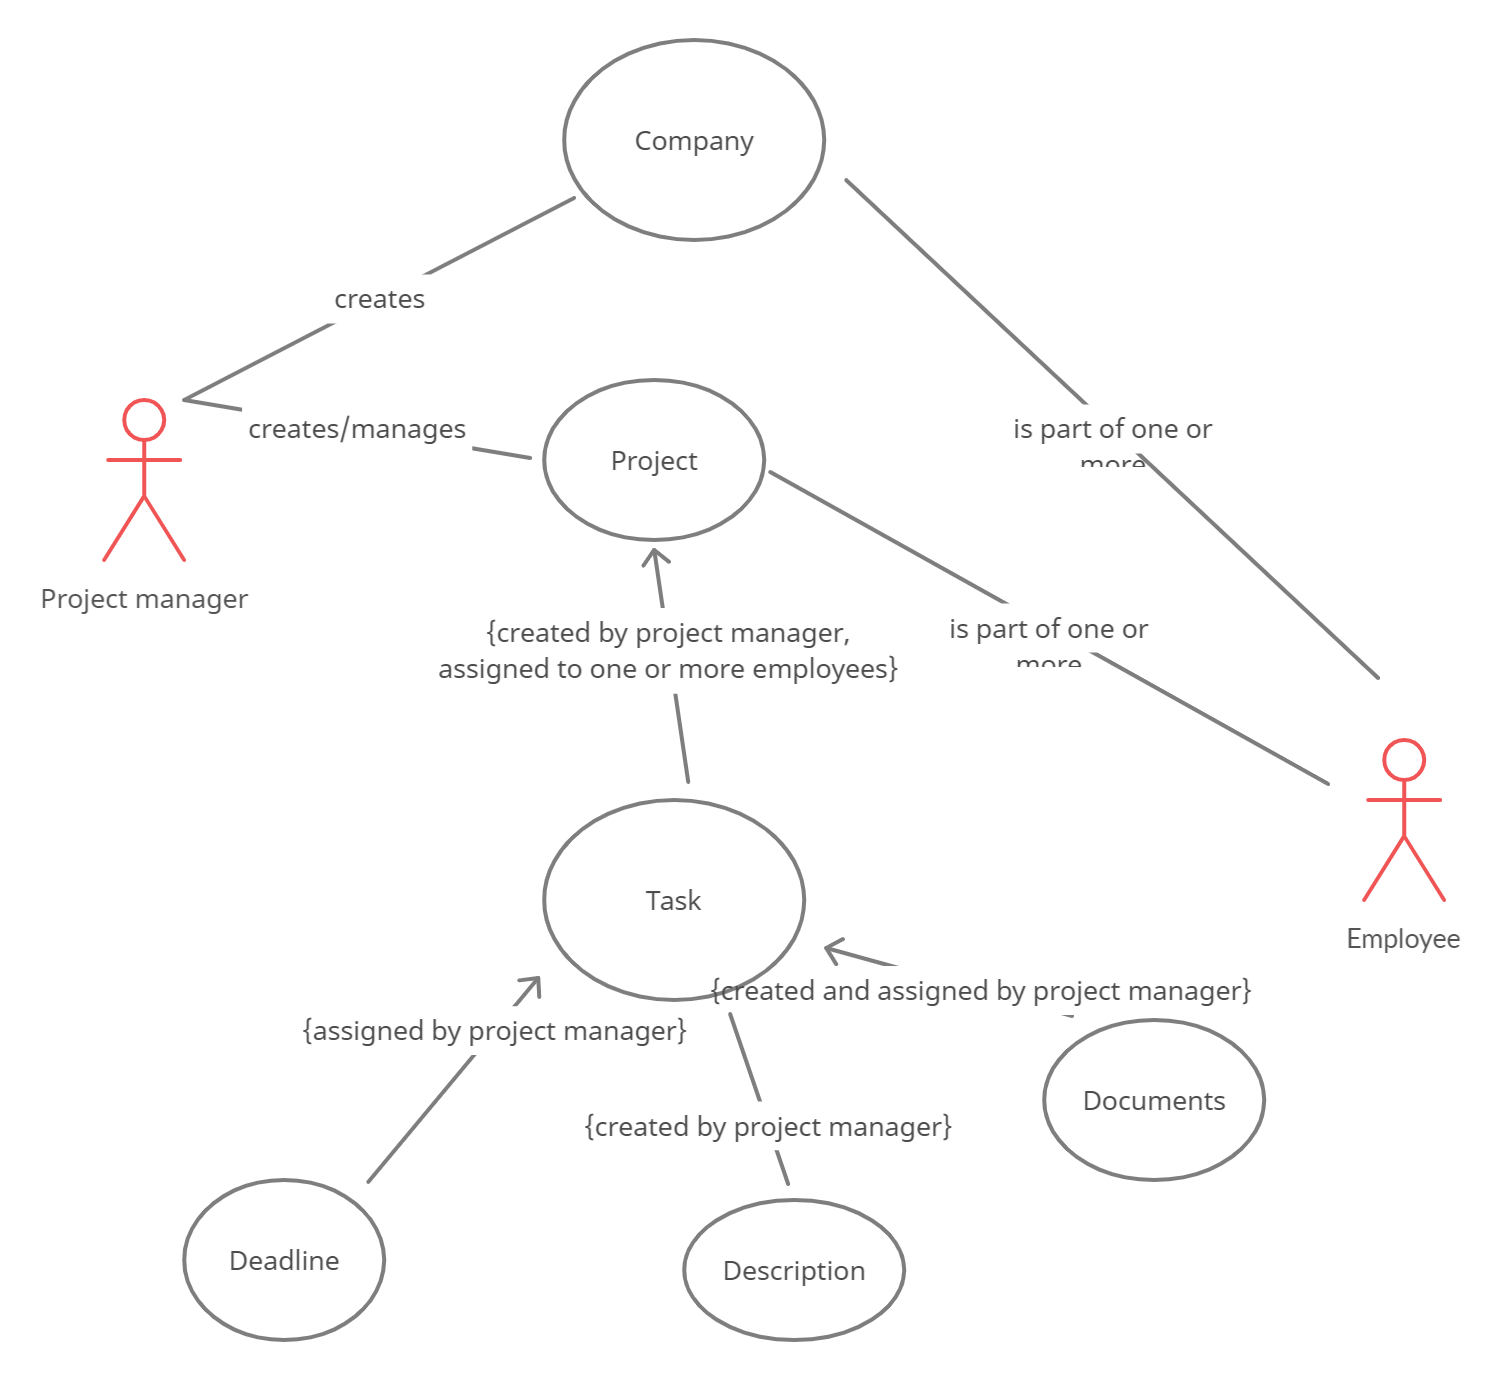 Company
creates
creates/manages
Project
is part of one or
more
Project manager
{created by project manager,
assigned to one or more employees}
is part of one or
more
Task
Employee
{created and assigned by project manager}
{assigned by project manager}
Documents
{created by project manager}
Deadline
Description